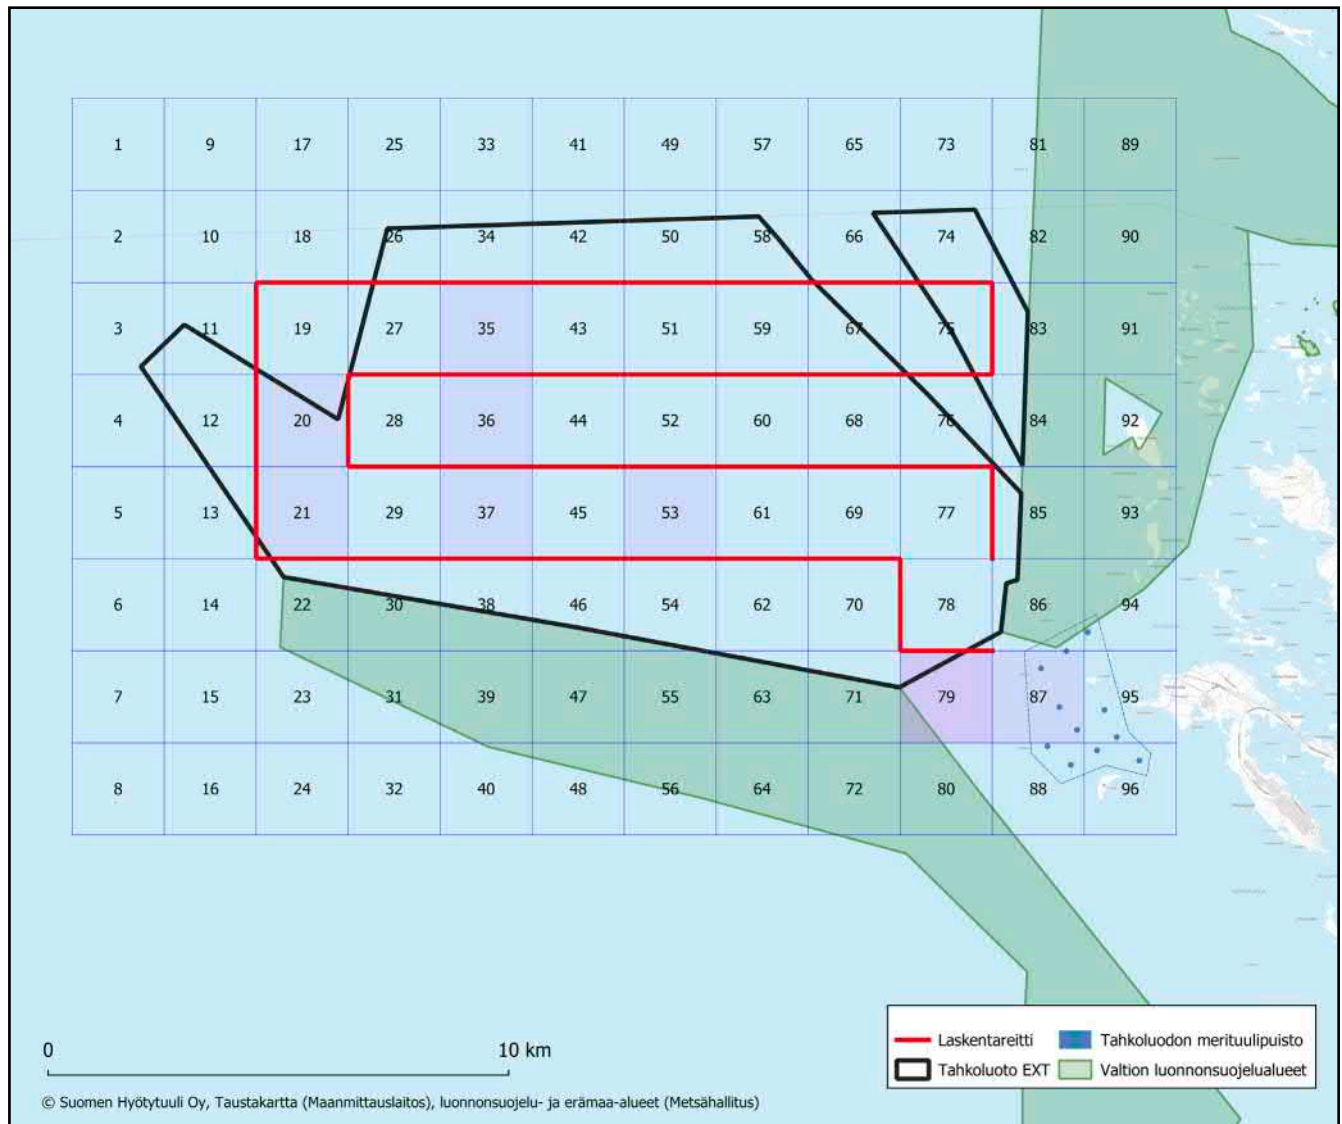 1 9 17 25 33 41 49 57 65 73 81 89
2 10 18 26 34 42 50 58 66 74 82 90
3 11 19 27 35 43 51 59 67 75 83 91
4 12 20 28 36 44 52 60 68 76 84 92
5 13 21 29 37 45 53 61 69 77 85 93
6 14 22 30 38 46 54 62 70 78 86 94
7 15 23 31 39 47 55 63 71 79 87 95
8 16 24 32 40 48 56 64 72 80 88 96
0 10 km
Laskentareitti
Tahkoluoto EXT
Tahkoluodon merituulipuisto
Valtion luonnonsuojelualueet
© Suomen Hyötytuuli Oy, Taustakartta (Maanmittauslaitos), luonnonsuojelu- ja erämaa-alueet (Metsähallitus)